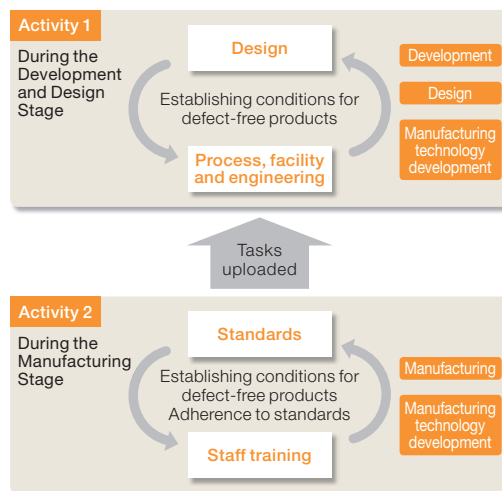 Activity 1
During the
Development
and Design
Stage
Design
Establishing conditions for
defect-free products
Process, facility
and engineering
Development
Design
Manufacturing
technology
development
Tasks
uploaded
Activity 2
During the
Manufacturing
Stage
Standards
Establishing conditions for
defect-free products
Adherence to standards
Staff training
Manufacturing
Manufacturing
technology
development